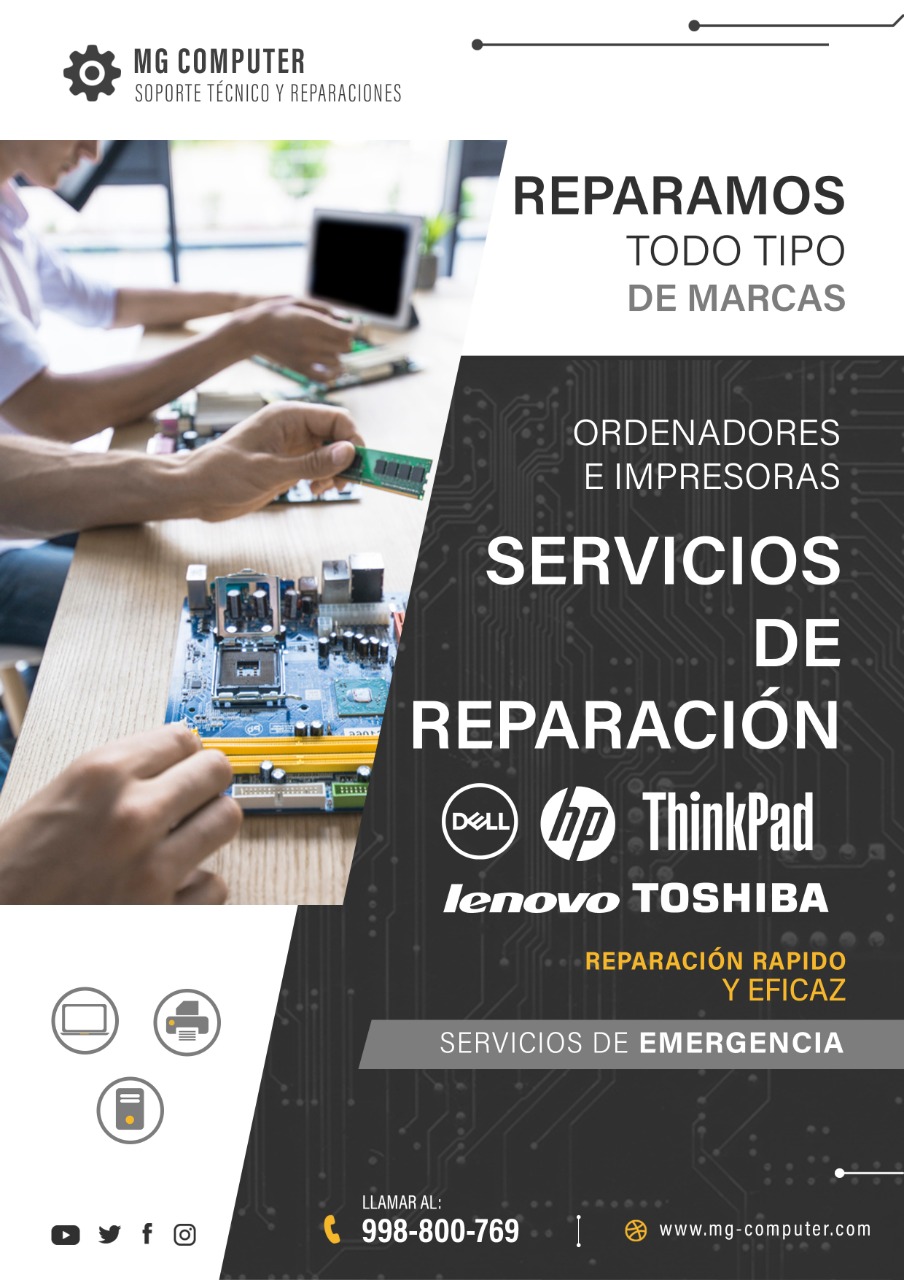 MG COMPUTER
SOPORTE TÉCNICO Y REPARACIONES
REPARAMOS
TODO TIPO
DE MARCAS
ORDENADORES
E IMPRESORAS
SERVICIOS
DE
REPARACIÓN
DELL hp ThinkPad
lenovo TOSHIBA
REPARACIÓN RAPIDO
Y EFICAZ
SERVICIOS DE EMERGENCIA
LLAMAR AL:
998-800-769
www.mg-computer.com